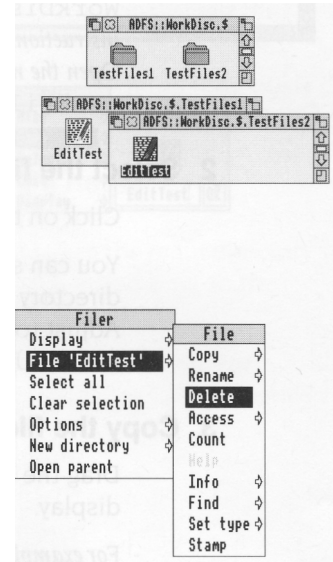 ADFS::WorkDisc.$
TestFiles1 TestFiles2
ADFS::WorkDisc.$.TestFiles1
ADFS::WorkDisc.$.TestFiles2
EditTest
EditTest
Filer
Display
File 'EditTest'
Select all
Clear selection
Options
New directory
Open parent
File
Copy
Rename
Delete
Access
Count
Help
Info
Find
Set type
Stamp